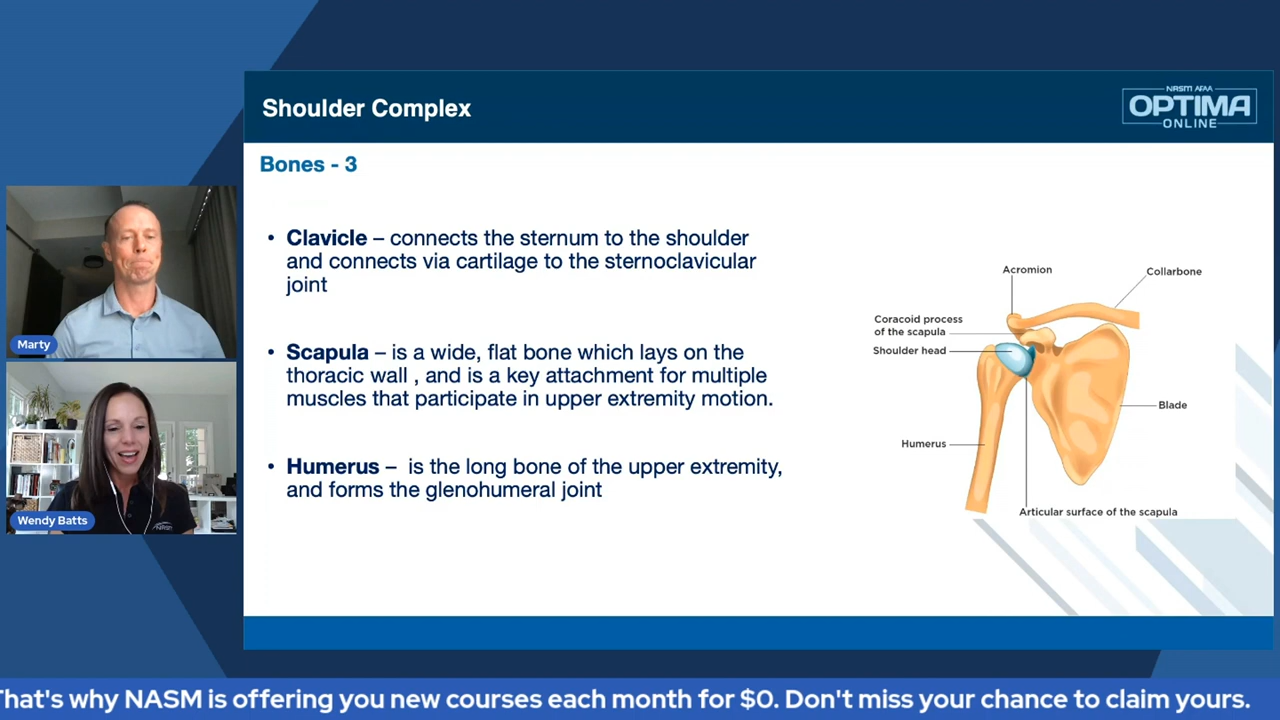 Shoulder Complex
NASM AFAA
OPTIMA
ONLINE
Bones - 3
• Clavicle – connects the sternum to the shoulder
and connects via cartilage to the sternoclavicular
joint
• Scapula – is a wide, flat bone which lays on the
thoracic wall , and is a key attachment for multiple
muscles that participate in upper extremity motion.
• Humerus – is the long bone of the upper extremity,
and forms the glenohumeral joint
Acromion
Collarbone
Coracoid process
of the scapula
Shoulder head
Blade
Humerus
Articular surface of the scapula
Marty
Wendy Batts
NASM
That's why NASM is offering you new courses each month for $0. Don't miss your chance to claim yours.